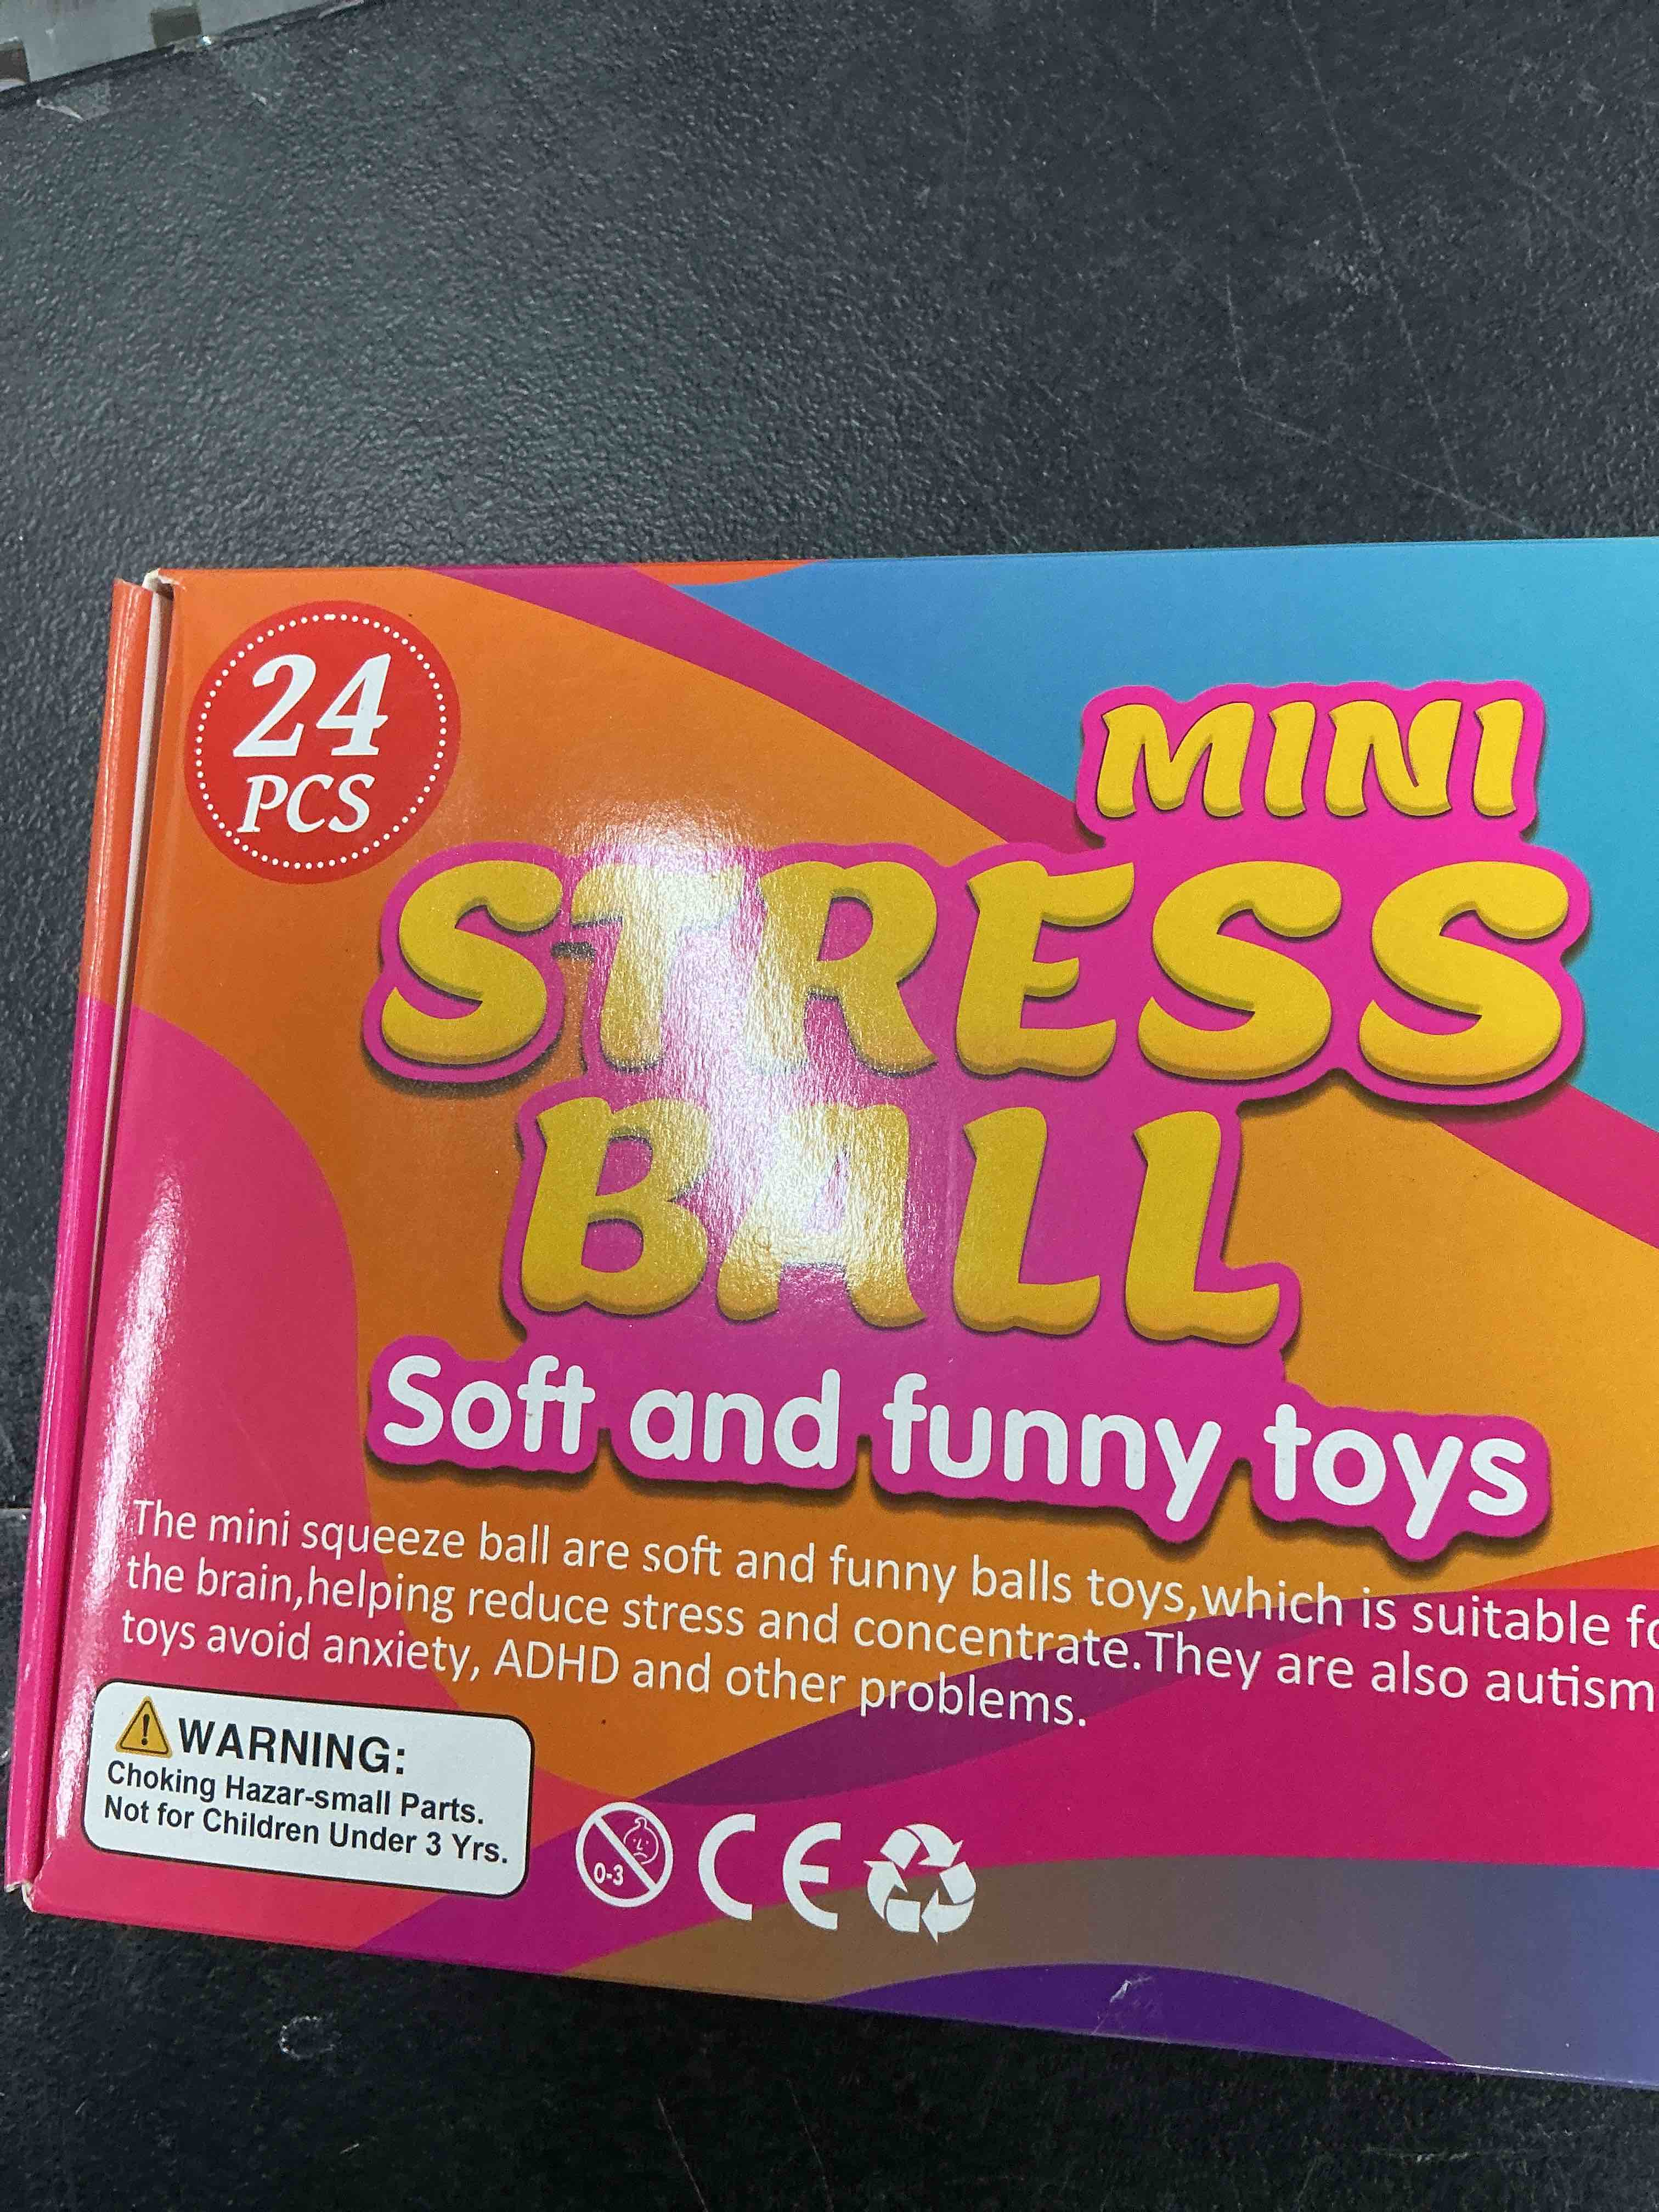 24
PCS
MINI
STRESS
BALL
Soft and funny toys
The mini squeeze ball are soft and funny balls toys,which is suitable
the brain,helping reduce stress and concentrate.They are also autism
toys avoid anxiety, ADHD and other problems.
WARNING:
Choking Hazar-small Parts.
Not for Children Under 3 Yrs.
0-3
CE